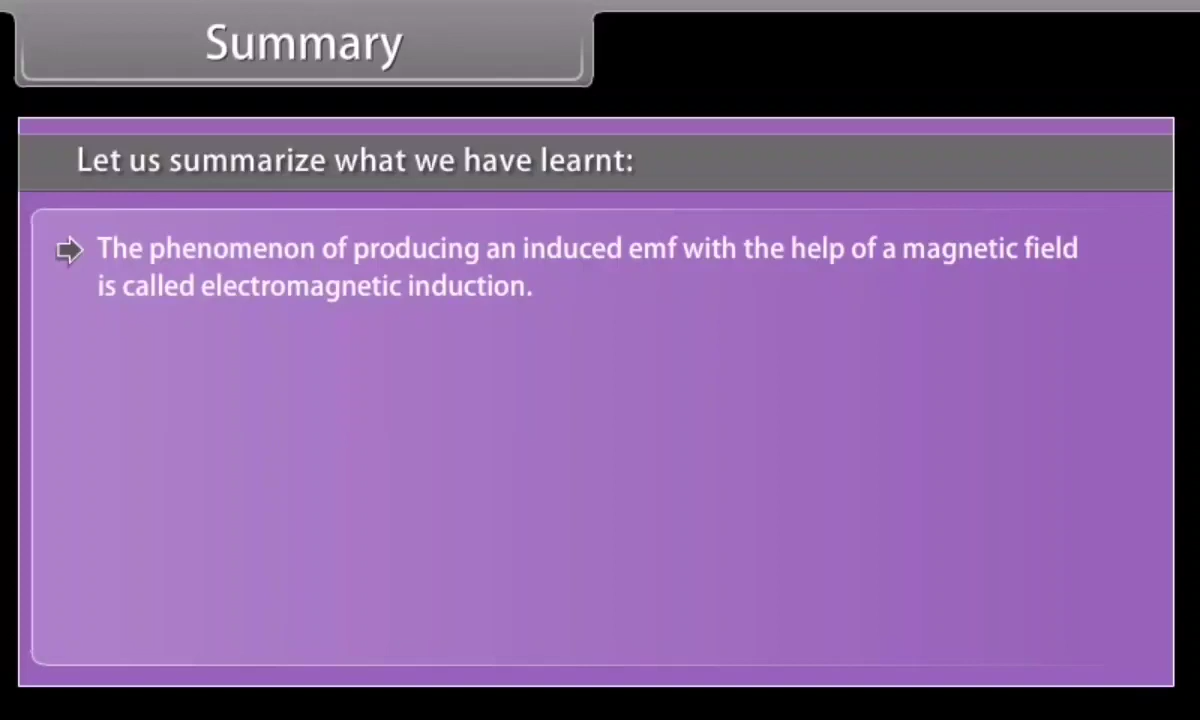 Summary
Let us summarize what we have learnt:
The phenomenon of producing an induced emf with the help of a magnetic field
is called electromagnetic induction.